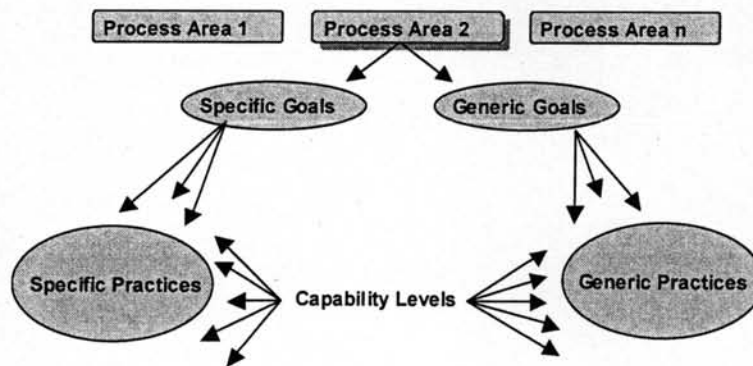 Process Area 1
Process Area 2
Process Area n
Specific Goals
Generic Goals
Specific Practices
Capability Levels
Generic Practices